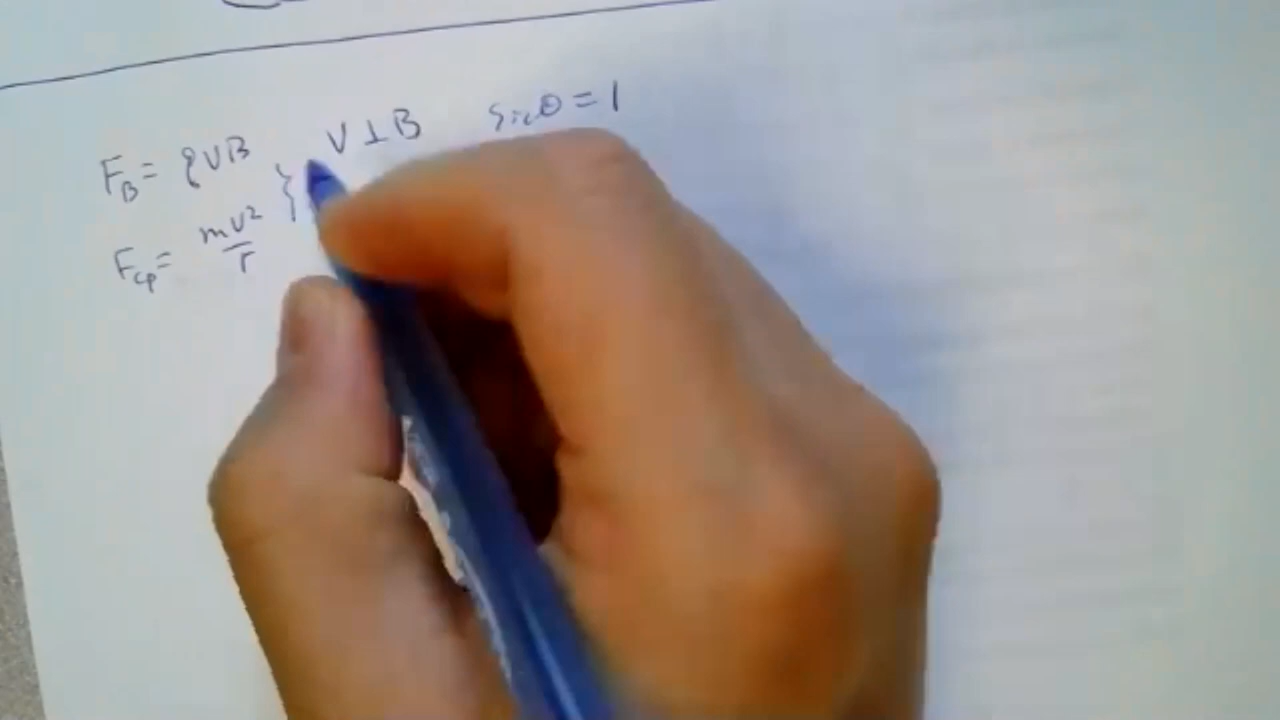 F_B = qVB } V ⊥ B sinθ = 1
F_cp = mv²/r